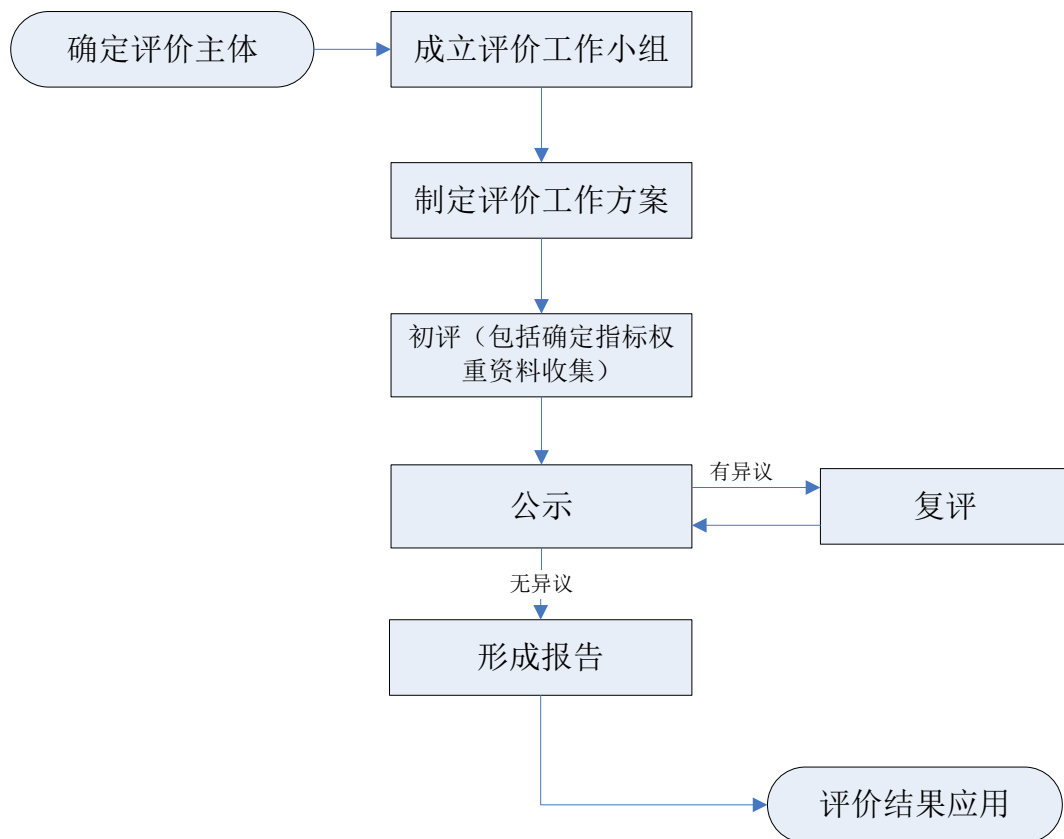 确定评价主体
成立评价工作小组
制定评价工作方案
初评（包括确定指标权
重资料收集）
公示
有异议
复评
无异议
形成报告
评价结果应用